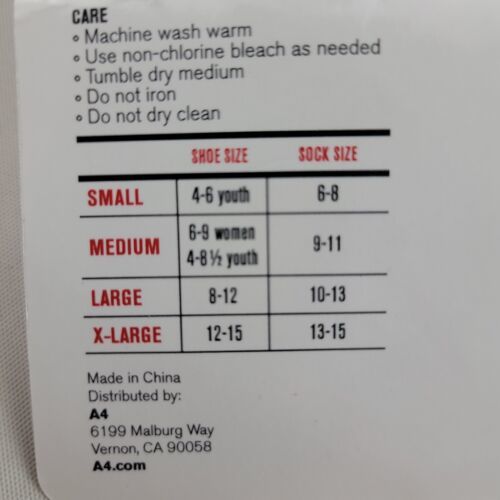 CARE
◦ Machine wash warm
◦ Use non-chlorine bleach as needed
◦ Tumble dry medium
◦ Do not iron
◦ Do not dry clean
SHOE SIZE SOCK SIZE
SMALL 4-6 youth 6-8
MEDIUM 6-9 women 4-8½ youth 9-11
LARGE 8-12 10-13
X-LARGE 12-15 13-15
Made in China
Distributed by:
A4
6199 Malburg Way
Vernon, CA 90058
A4.com